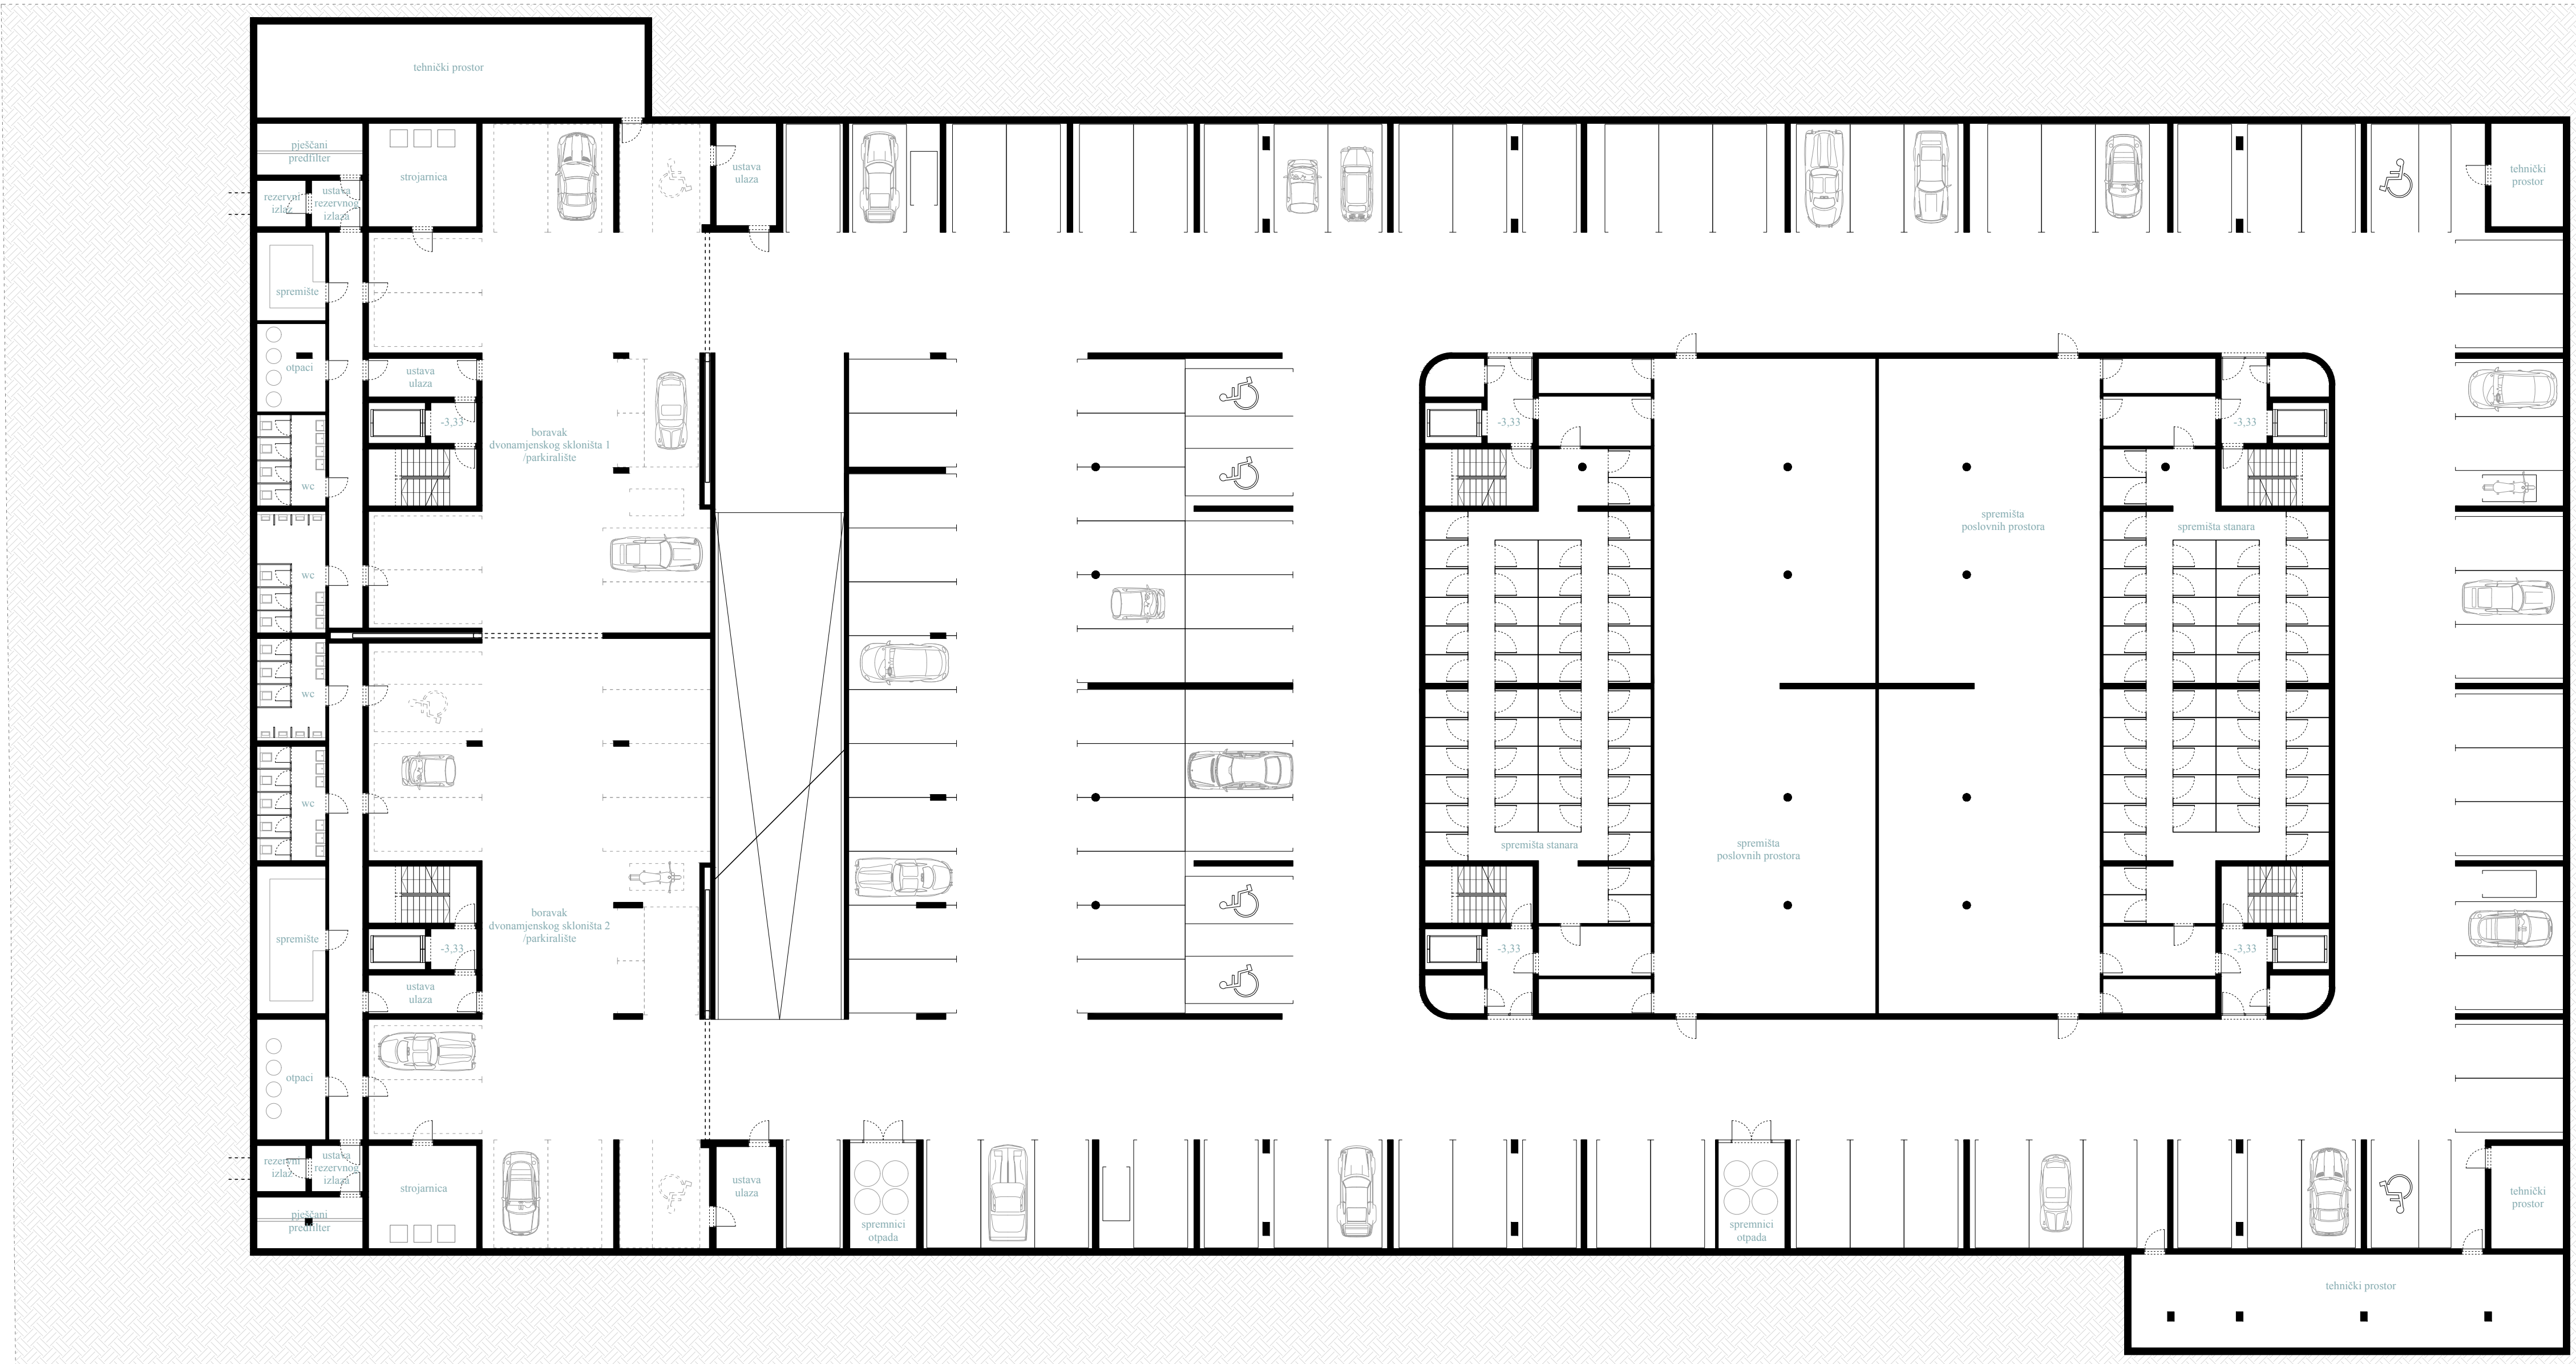 tehnički prostor
pješčani
predfilter
strojarnica
ustava
ulaza
tehnički
prostor
rezervni
izlaz
ustava
rezervnog
izlaza
spremište
otpaci
ustava
ulaza
-3,33
-3,33
-3,33
boravak
dvonamjenskog skloništa 1
/parkiralište
wc
spremišta
poslovnih prostora
spremišta stanara
wc
wc
wc
spremišta stanara
spremišta
poslovnih prostora
boravak
dvonamjenskog skloništa 2
/parkiralište
spremište
-3,33
-3,33
-3,33
ustava
ulaza
otpaci
rezervni
izlaz
ustava
rezervnog
izlaza
strojarnica
ustava
ulaza
tehnički
prostor
pješčani
predfilter
spremnici
otpada
spremnici
otpada
tehnički prostor